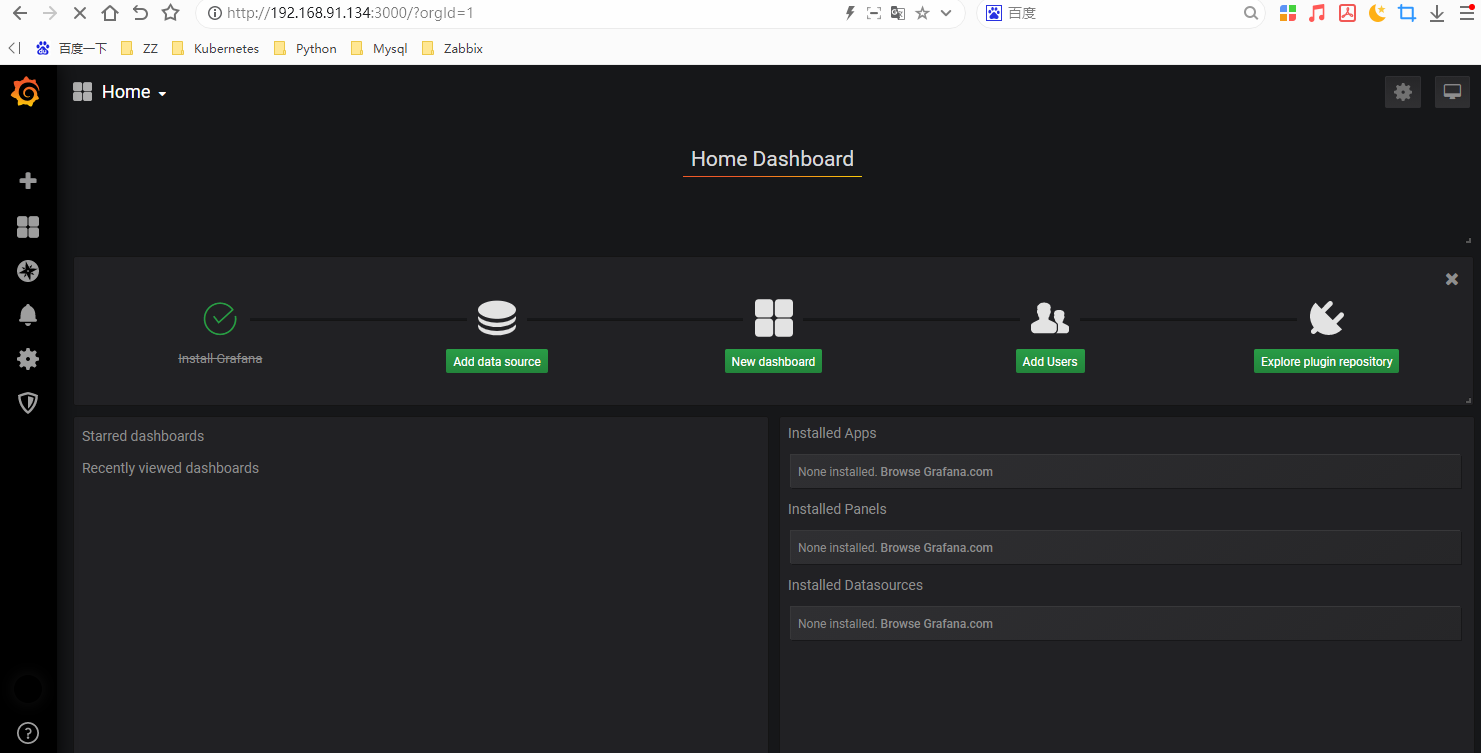 http://192.168.91.134:3000/?orgId=1
百度
百度一下 ZZ Kubernetes Python Mysql Zabbix
Home
Home Dashboard
Install Grafana
Add data source
New dashboard
Add Users
Explore plugin repository
Starred dashboards
Recently viewed dashboards
Installed Apps
None installed. Browse Grafana.com
Installed Panels
None installed. Browse Grafana.com
Installed Datasources
None installed. Browse Grafana.com